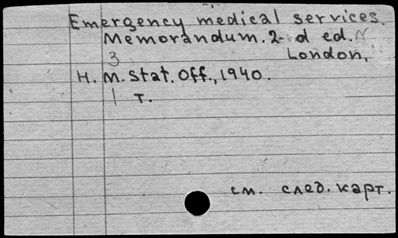 Emergency medical services.
Memorandum. 2-d ed. N
3 London,
H. M. Stat. Off., 1940.
1 т.
см. след. карт.